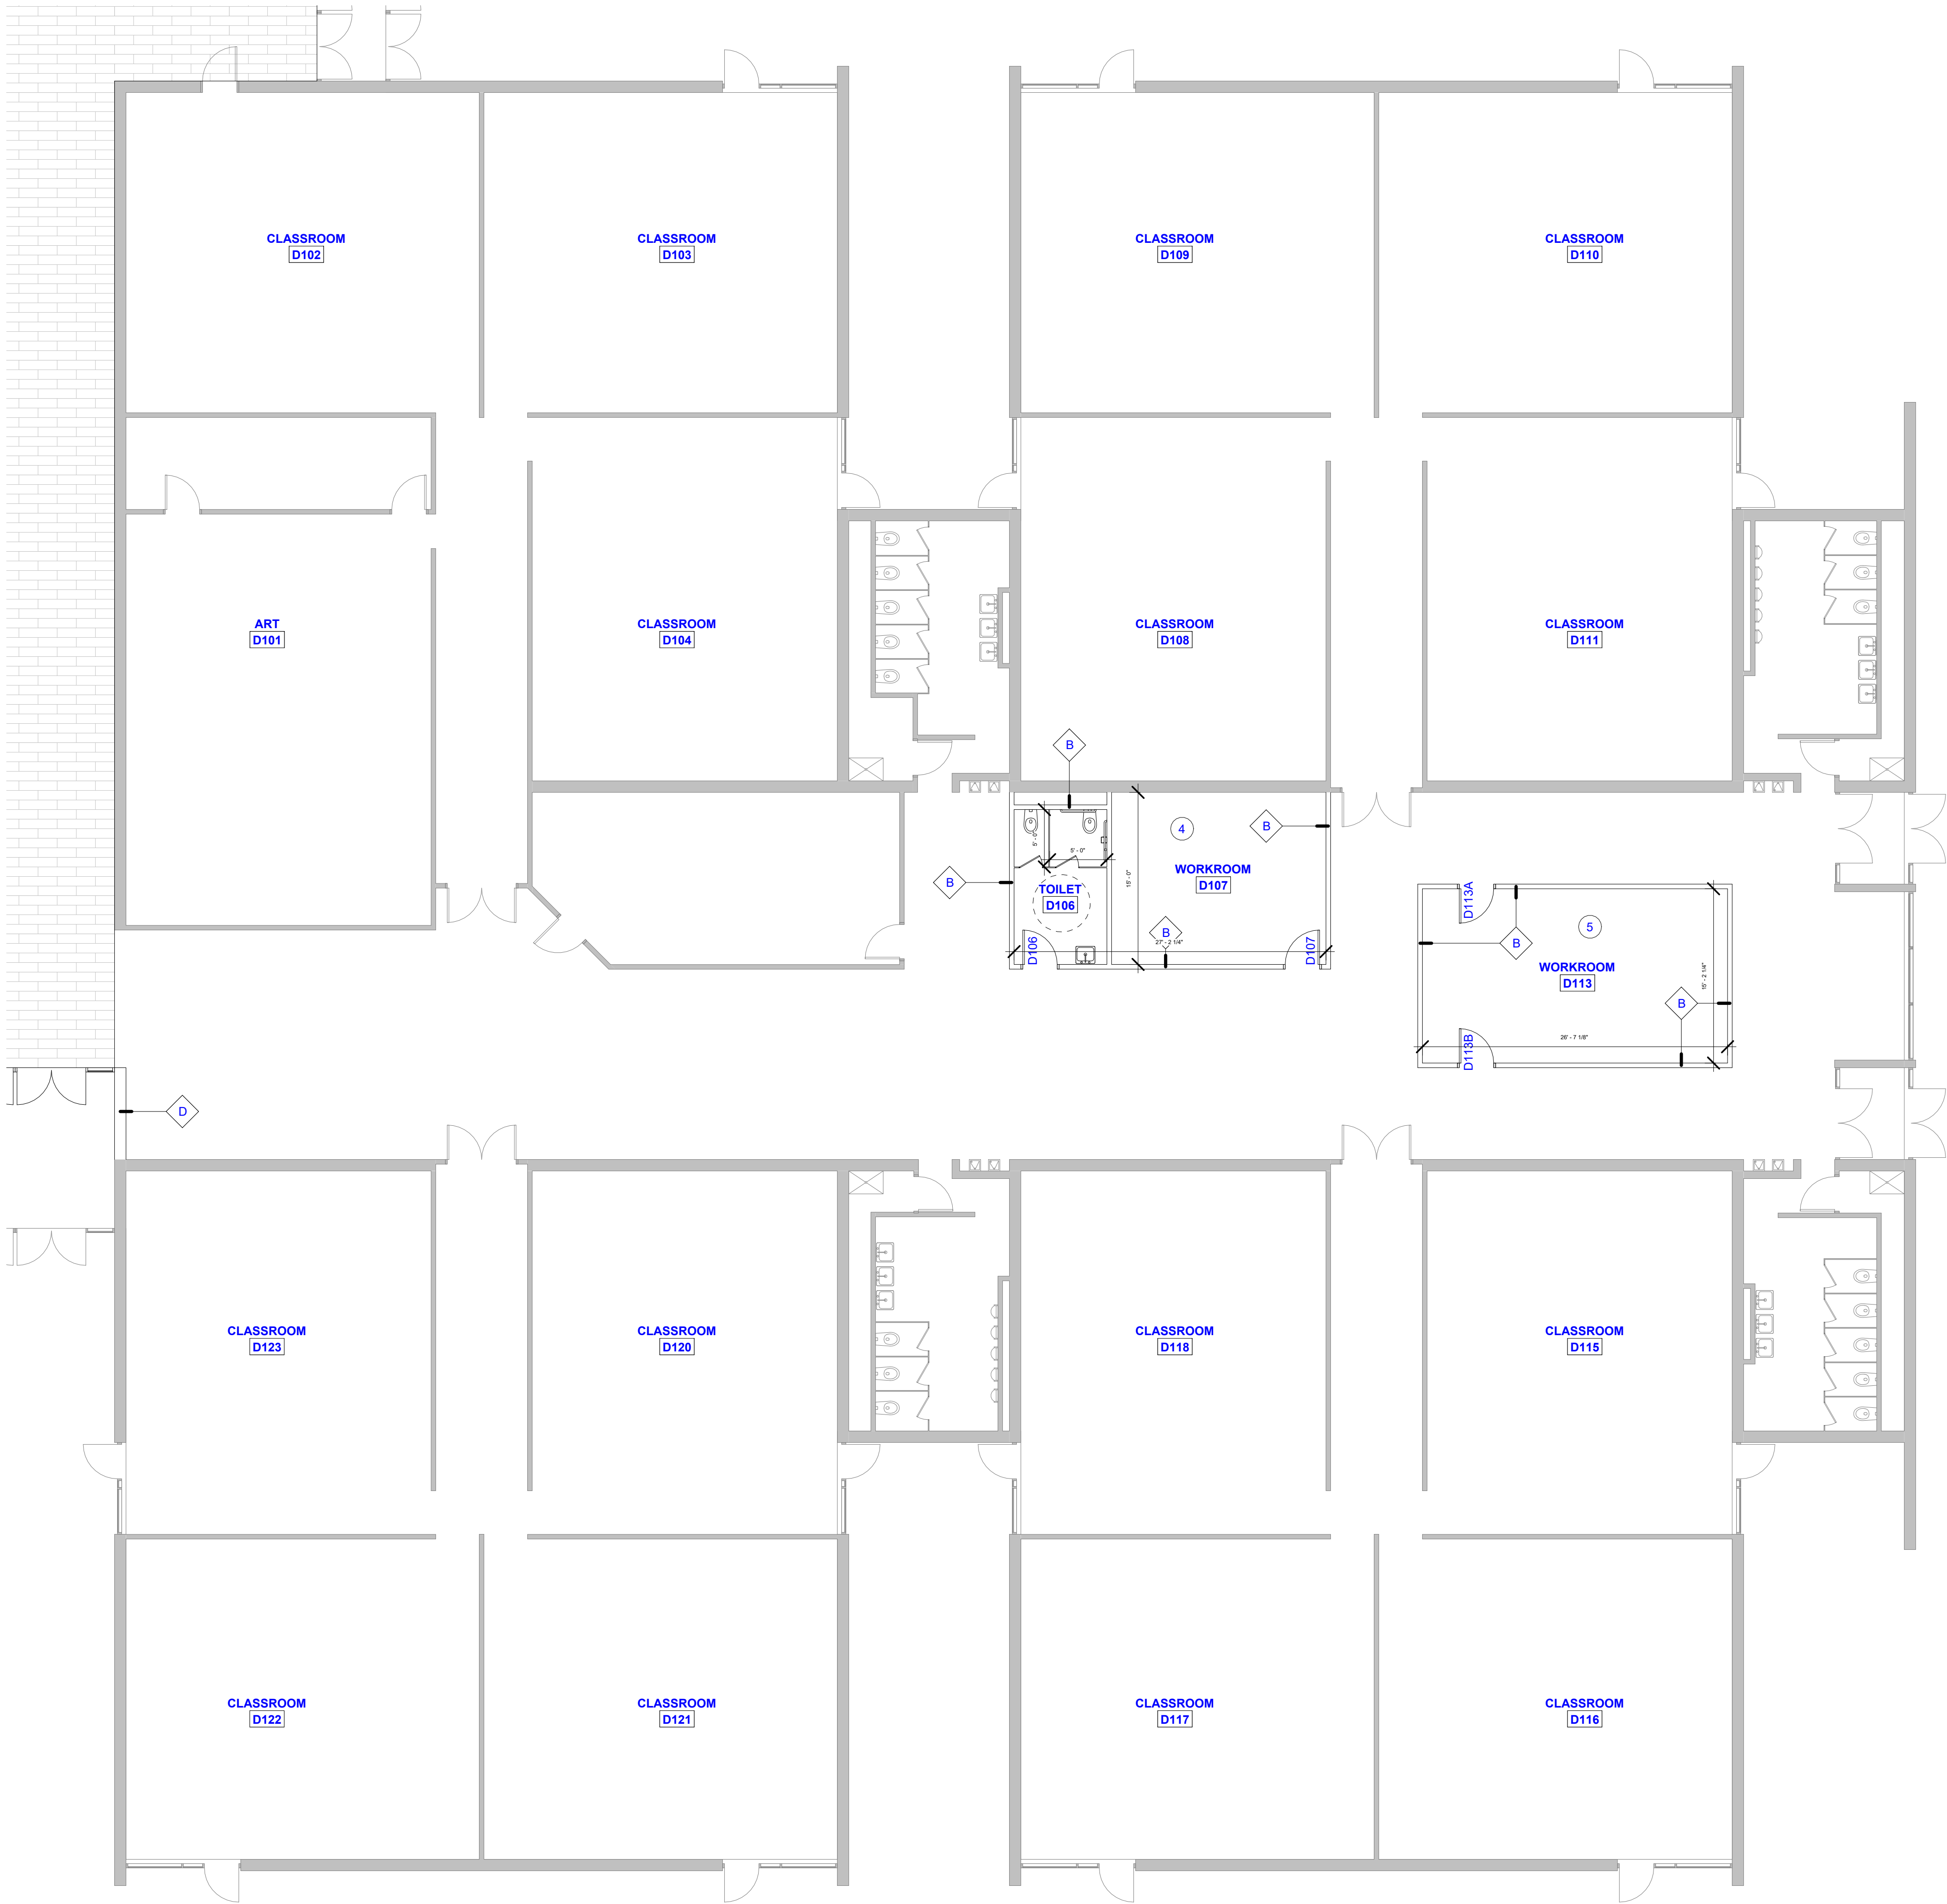 CLASSROOM
D102
CLASSROOM
D103
CLASSROOM
D109
CLASSROOM
D110
ART
D101
CLASSROOM
D104
CLASSROOM
D108
CLASSROOM
D111
B
4
B
5' - 0"
5' - 0"
15' - 0"
WORKROOM
D107
B
TOILET
D106
B
27' - 2 1/4"
D106
D107
D113A
5
B
WORKROOM
D113
15' - 2 1/4"
B
26' - 7 1/8"
D113B
D
CLASSROOM
D123
CLASSROOM
D120
CLASSROOM
D118
CLASSROOM
D115
CLASSROOM
D122
CLASSROOM
D121
CLASSROOM
D117
CLASSROOM
D116